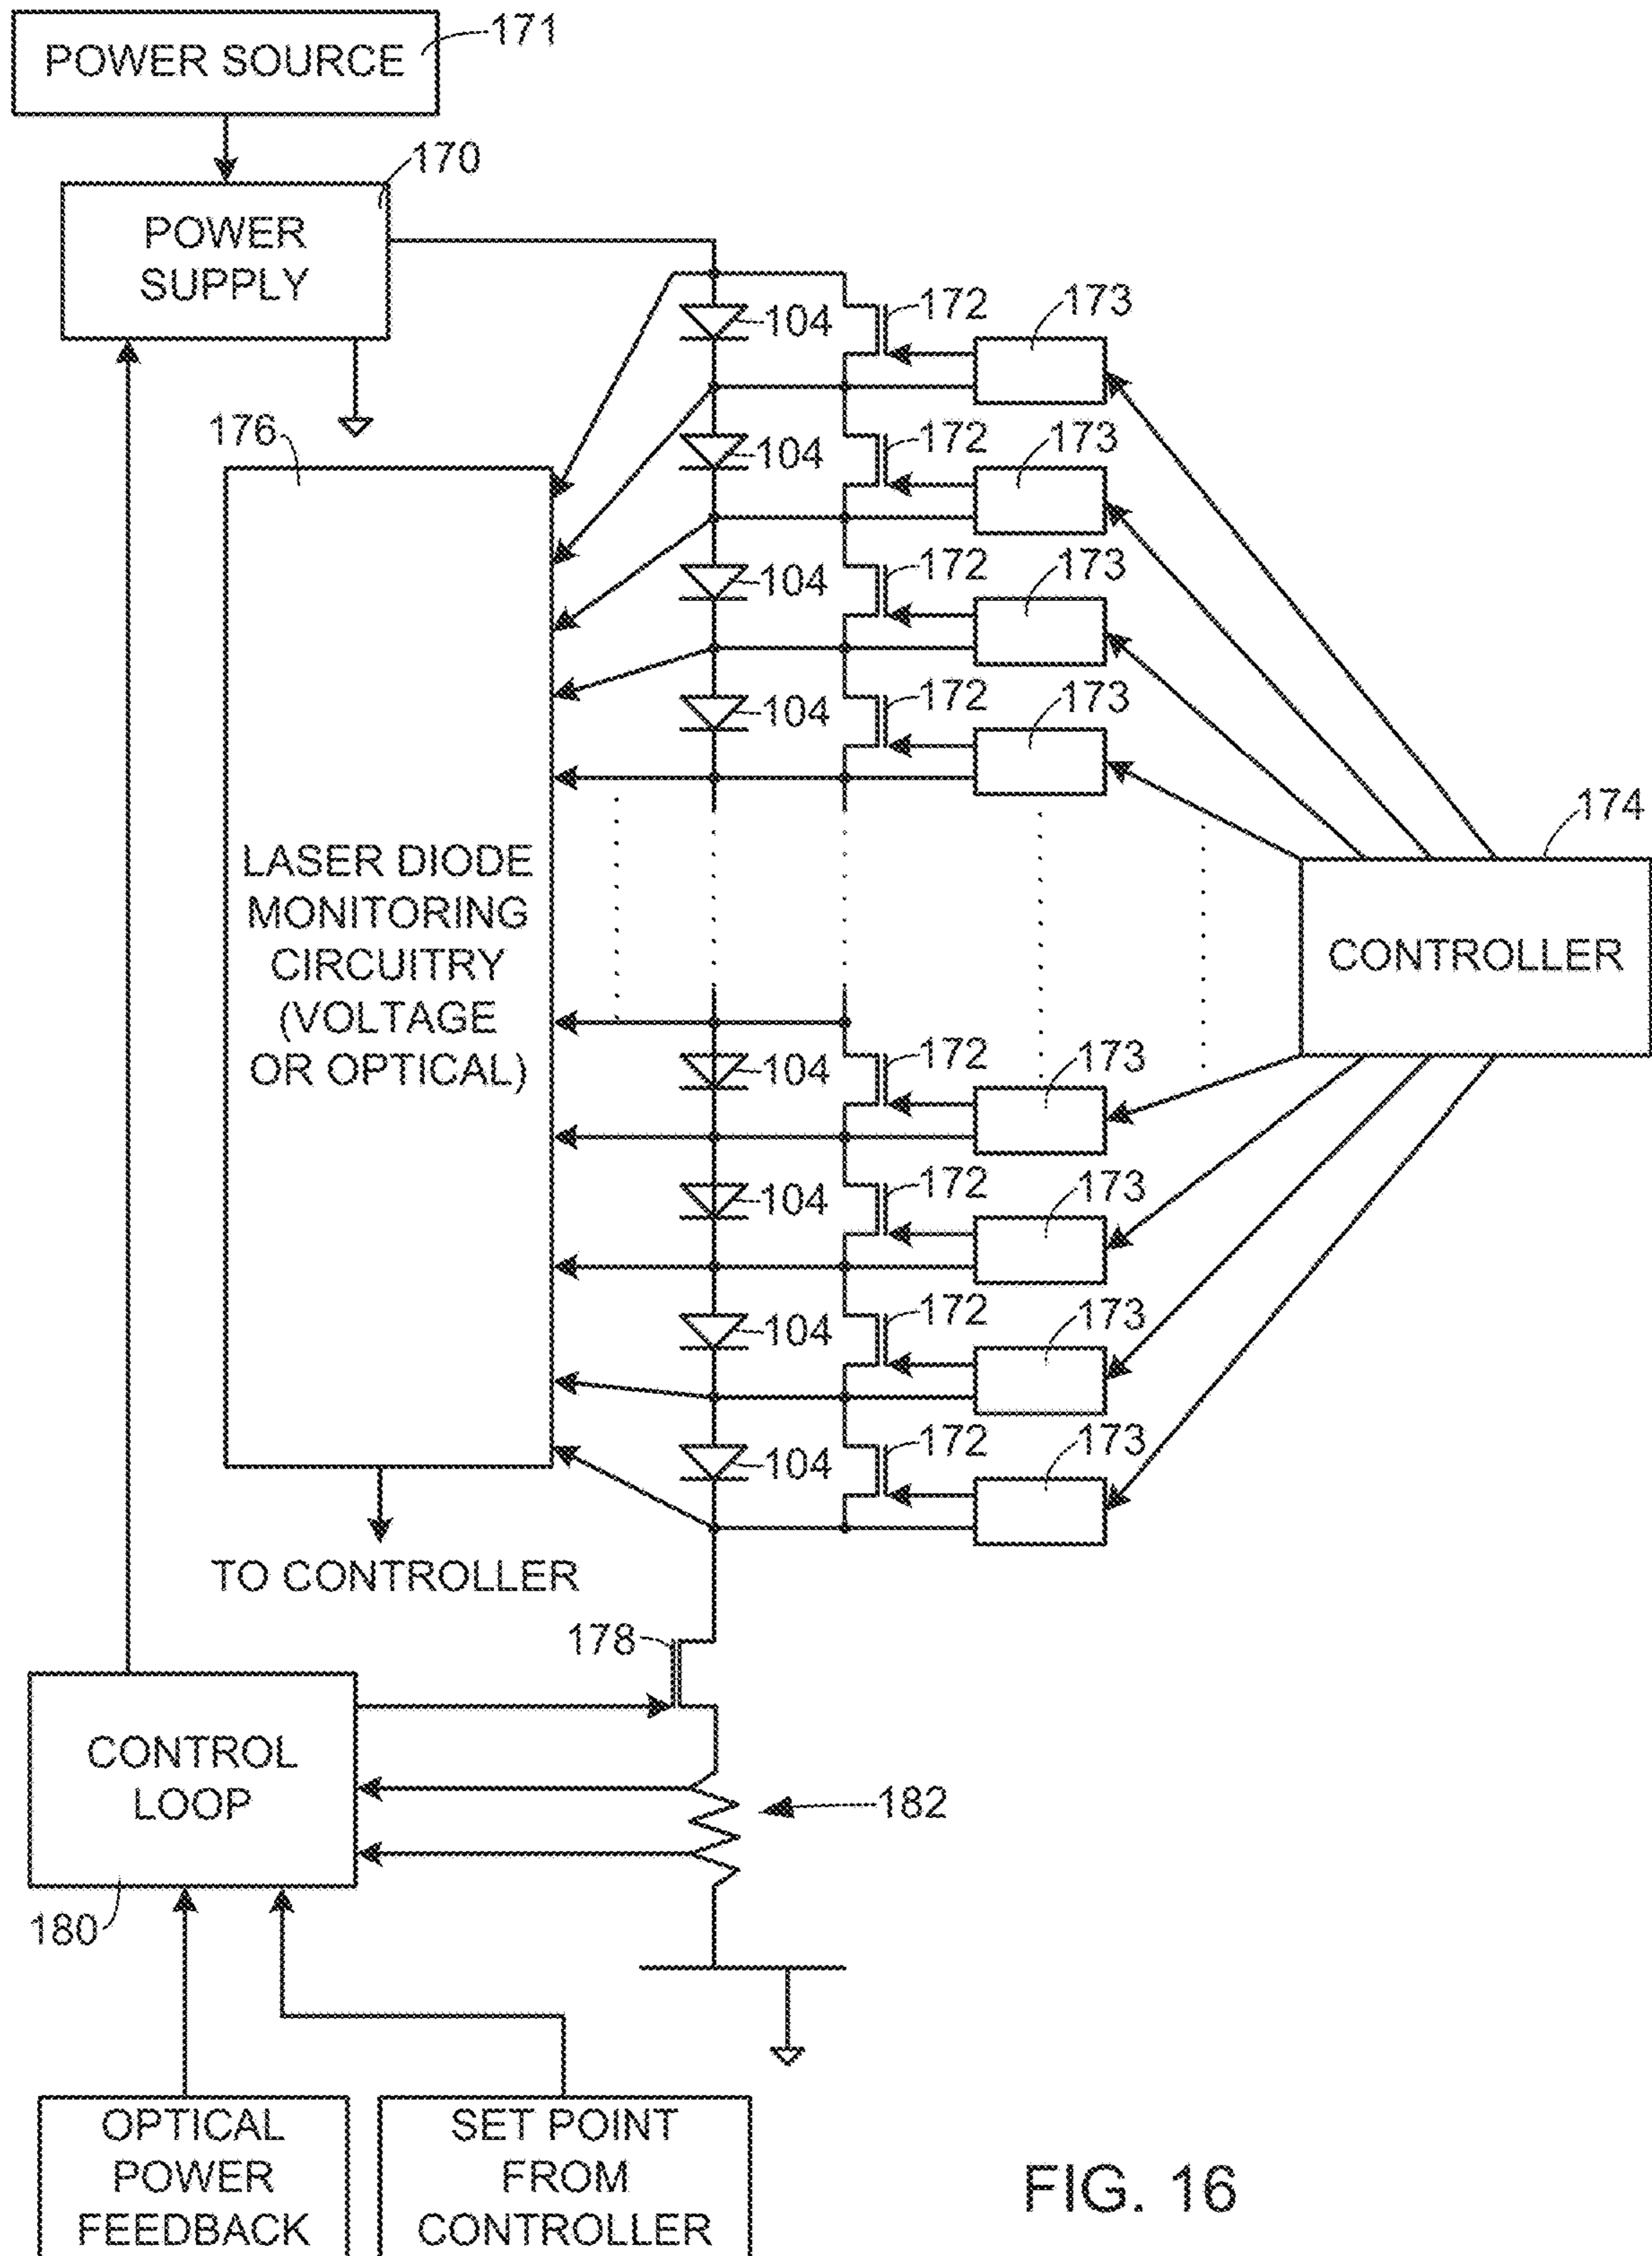 POWER SOURCE
171
170
POWER
SUPPLY
104
172
173
176
104
172
173
104
172
173
104
172
173
174
LASER DIODE
MONITORING
CIRCUITRY
(VOLTAGE
OR OPTICAL)
CONTROLLER
104
172
173
104
172
173
104
172
173
104
172
173
TO CONTROLLER
178
CONTROL
LOOP
182
180
OPTICAL
POWER
FEEDBACK
SET POINT
FROM
CONTROLLER
FIG. 16